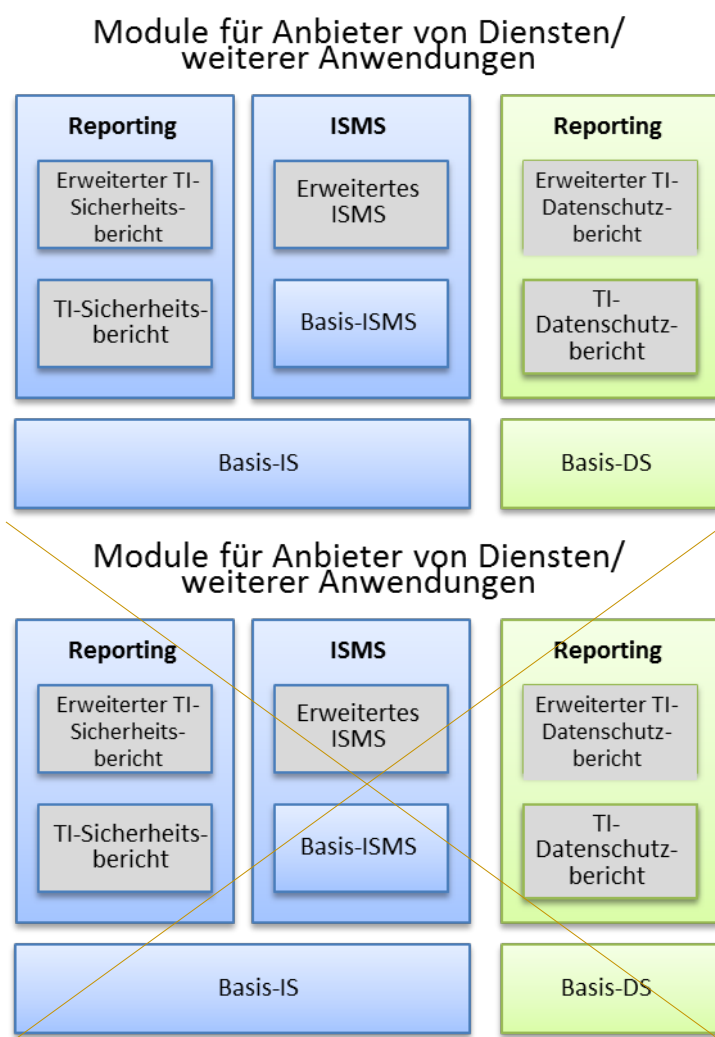 Module für Anbieter von Diensten/
weiterer Anwendungen
Reporting
Erweiterter TI-
Sicherheits-
bericht
TI-Sicherheits-
bericht
ISMS
Erweitertes
ISMS
Basis-ISMS
Reporting
Erweiterter TI-
Datenschutz-
bericht
TI-
Datenschutz-
bericht
Basis-IS
Basis-DS
Module für Anbieter von Diensten/
weiterer Anwendungen
Reporting
Erweiterter TI-
Sicherheits-
bericht
TI-Sicherheits-
bericht
ISMS
Erweitertes
ISMS
Basis-ISMS
Reporting
Erweiterter TI-
Datenschutz-
bericht
TI-
Datenschutz-
bericht
Basis-IS
Basis-DS